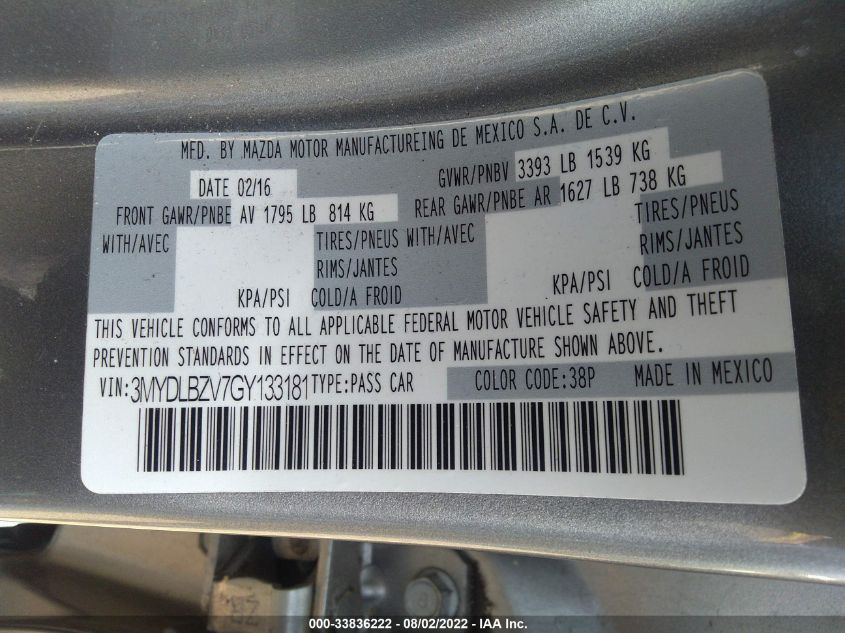 MFD. BY MAZDA MOTOR MANUFACTUREING DE MEXICO S.A. DE C.V.
DATE 02/16 GVWR/PNBV 3393 LB 1539 KG
FRONT GAWR/PNBE AV 1795 LB 814 KG REAR GAWR/PNBE AR 1627 LB 738 KG
WITH/AVEC TIRES/PNEUS WITH/AVEC TIRES/PNEUS
RIMS/JANTES RIMS/JANTES
KPA/PSI COLD/A FROID KPA/PSI COLD/A FROID
THIS VEHICLE CONFORMS TO ALL APPLICABLE FEDERAL MOTOR VEHICLE SAFETY AND THEFT
PREVENTION STANDARDS IN EFFECT ON THE DATE OF MANUFACTURE SHOWN ABOVE.
VIN:3MYDLBZV7GY133181 TYPE:PASS CAR COLOR CODE:38P MADE IN MEXICO
000-33836222 - 08/02/2022 - IAA Inc.